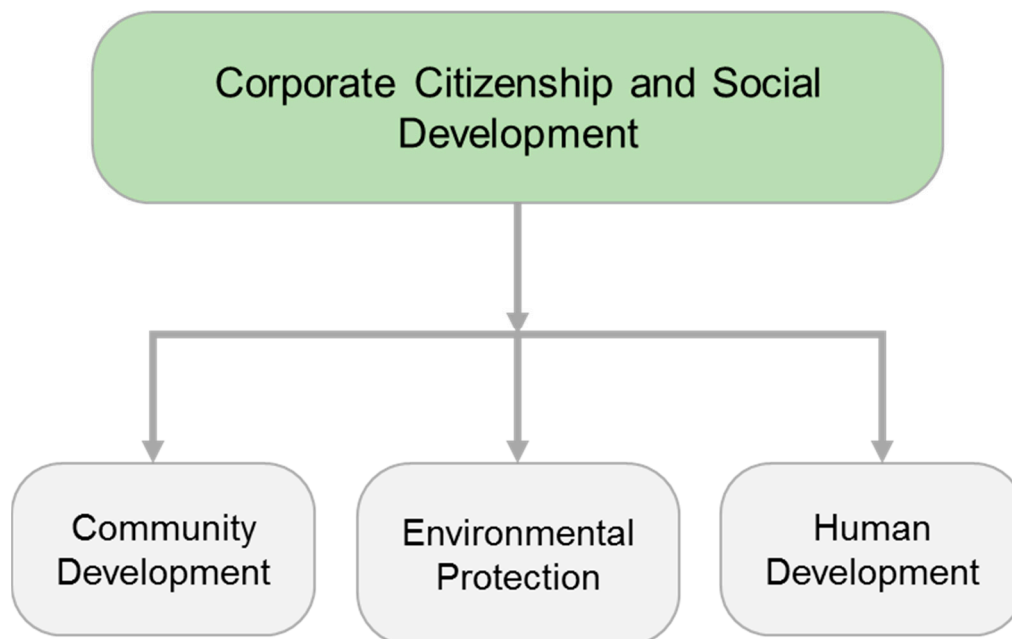 Corporate Citizenship and Social
Development
Community
Development
Environmental
Protection
Human
Development